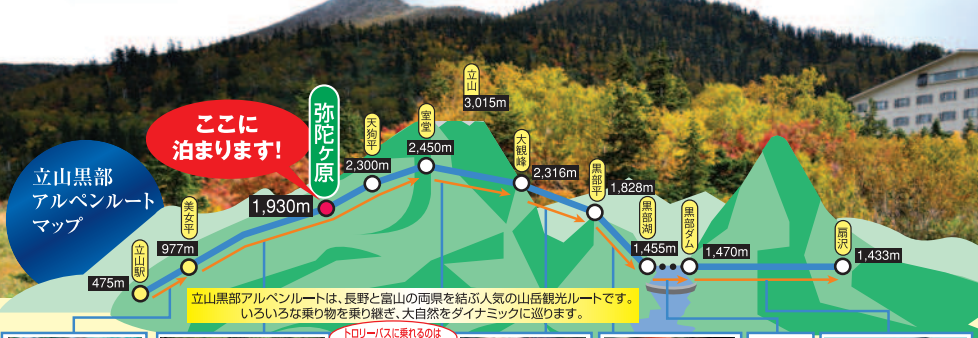 立山黒部
アルペンルート
マップ
ここに
泊まります!
立山駅
475m
美女平
977m
弥陀ヶ原
1,930m
天狗平
2,300m
室堂
2,450m
立山
3,015m
大観峰
2,316m
黒部平
1,828m
黒部湖
1,455m
黒部ダム
1,470m
扇沢
1,433m
立山黒部アルペンルートは、長野と富山の両県を結ぶ人気の山岳観光ルートです。
いろいろな乗り物を乗り継ぎ、大自然をダイナミックに巡ります。
トロリーバスに乗れるのは